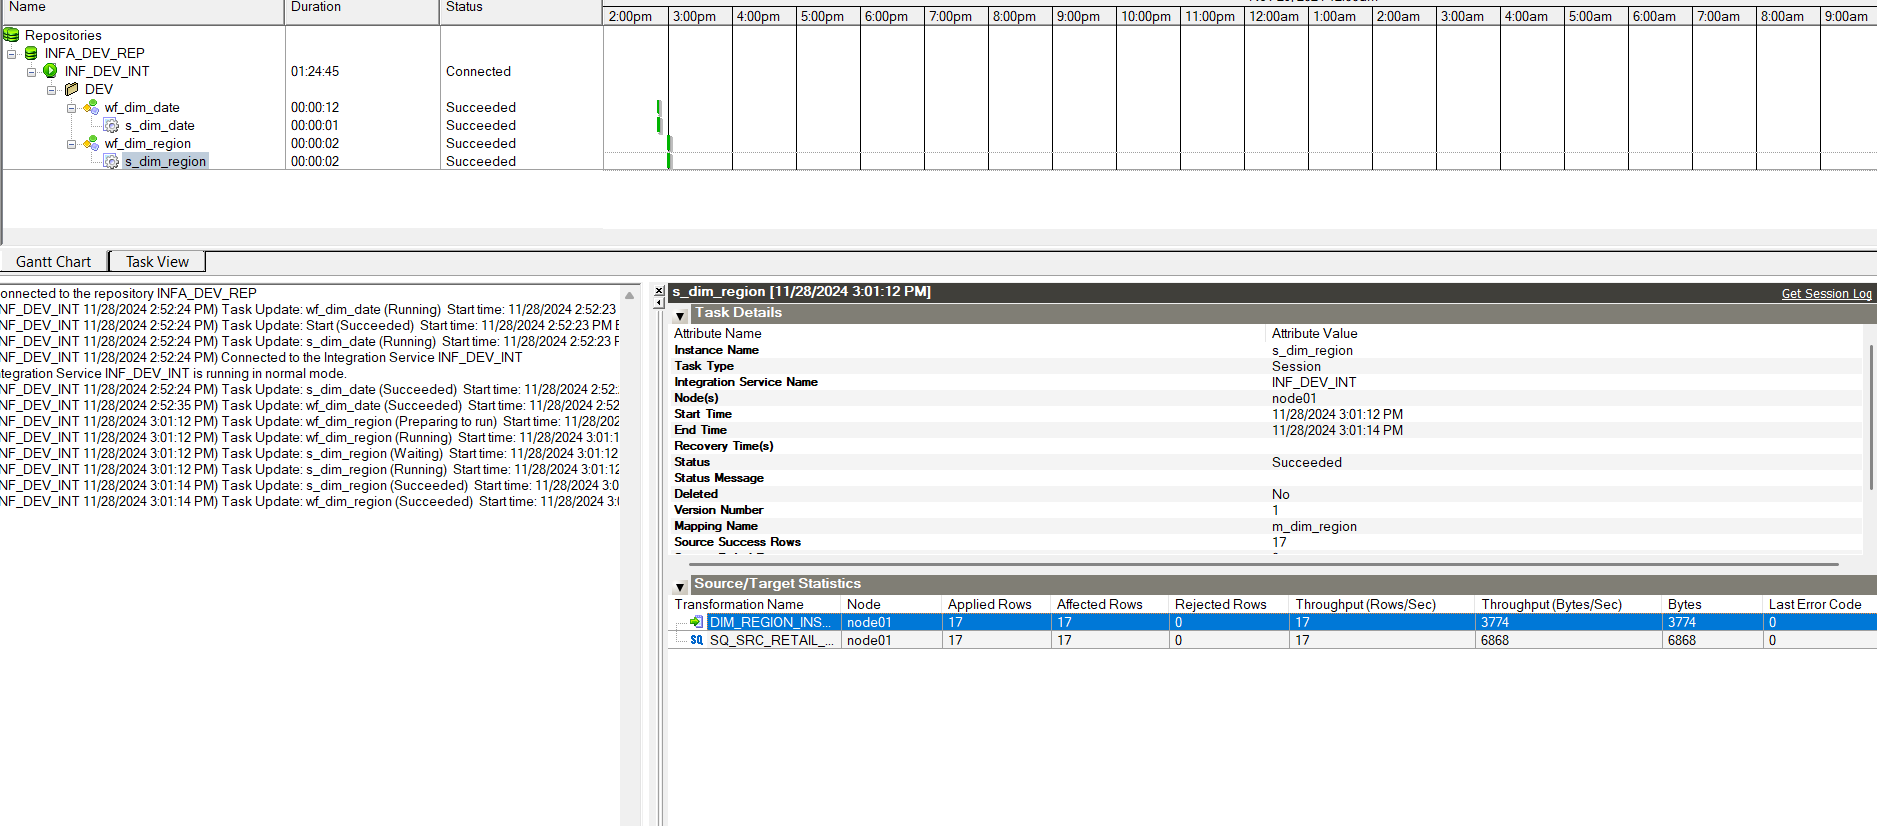 Name Duration Status
2:00pm 3:00pm 4:00pm 5:00pm 6:00pm 7:00pm 8:00pm 9:00pm 10:00pm 11:00pm 12:00am 1:00am 2:00am 3:00am 4:00am 5:00am 6:00am 7:00am 8:00am 9:00am
Repositories
INFA_DEV_REP
INF_DEV_INT 01:24:45 Connected
DEV
wf_dim_date 00:00:12 Succeeded
s_dim_date 00:00:01 Succeeded
wf_dim_region 00:00:02 Succeeded
s_dim_region 00:00:02 Succeeded
Gantt Chart Task View
onnected to the repository INFA_DEV_REP
NF_DEV_INT 11/28/2024 2:52:24 PM) Task Update: wf_dim_date (Running) Start time: 11/28/2024 2:52:23
NF_DEV_INT 11/28/2024 2:52:24 PM) Task Update: Start (Succeeded) Start time: 11/28/2024 2:52:23 PM E
NF_DEV_INT 11/28/2024 2:52:24 PM) Task Update: s_dim_date (Running) Start time: 11/28/2024 2:52:23 F
NF_DEV_INT 11/28/2024 2:52:24 PM) Connected to the Integration Service INF_DEV_INT
ntegration Service INF_DEV_INT is running in normal mode.
NF_DEV_INT 11/28/2024 2:52:24 PM) Task Update: s_dim_date (Succeeded) Start time: 11/28/2024 2:52:
NF_DEV_INT 11/28/2024 2:52:35 PM) Task Update: wf_dim_date (Succeeded) Start time: 11/28/2024 2:52
NF_DEV_INT 11/28/2024 3:01:12 PM) Task Update: wf_dim_region (Preparing to run) Start time: 11/28/202
NF_DEV_INT 11/28/2024 3:01:12 PM) Task Update: wf_dim_region (Running) Start time: 11/28/2024 3:01:1
NF_DEV_INT 11/28/2024 3:01:12 PM) Task Update: s_dim_region (Waiting) Start time: 11/28/2024 3:01:12
NF_DEV_INT 11/28/2024 3:01:12 PM) Task Update: s_dim_region (Running) Start time: 11/28/2024 3:01:12
NF_DEV_INT 11/28/2024 3:01:14 PM) Task Update: s_dim_region (Succeeded) Start time: 11/28/2024 3:0
NF_DEV_INT 11/28/2024 3:01:14 PM) Task Update: wf_dim_region (Succeeded) Start time: 11/28/2024 3:
s_dim_region [11/28/2024 3:01:12 PM] Get Session Log
Task Details
Attribute Name Attribute Value
Instance Name s_dim_region
Task Type Session
Integration Service Name INF_DEV_INT
Node(s) node01
Start Time 11/28/2024 3:01:12 PM
End Time 11/28/2024 3:01:14 PM
Recovery Time(s)
Status Succeeded
Status Message
Deleted No
Version Number 1
Mapping Name m_dim_region
Source Success Rows 17
Source/Target Statistics
Transformation Name Node Applied Rows Affected Rows Rejected Rows Throughput (Rows/Sec) Throughput (Bytes/Sec) Bytes Last Error Code
DIM_REGION_INS... node01 17 17 0 17 3774 3774 0
SQ SQ_SRC_RETAIL_... node01 17 17 0 17 6868 6868 0